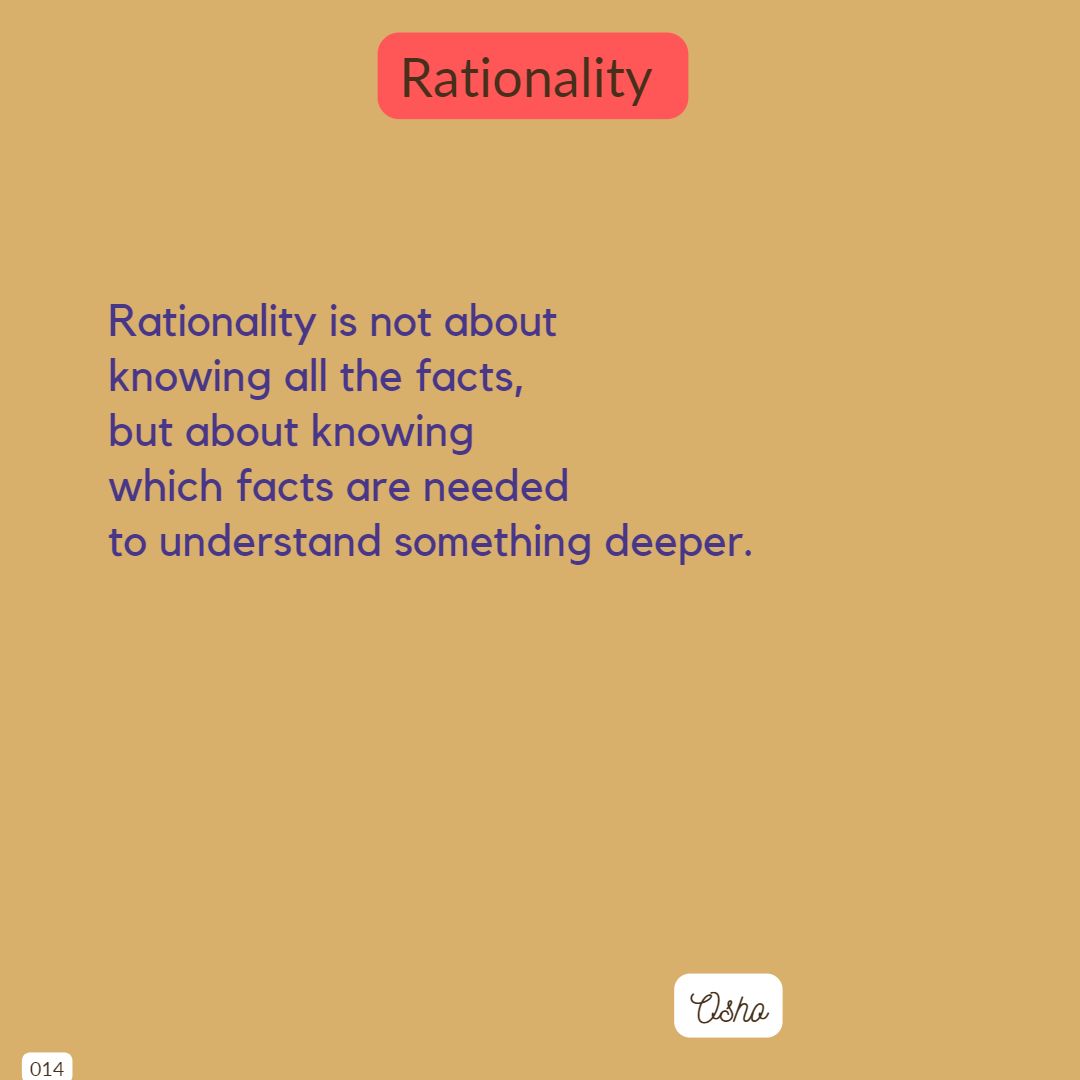 Rationality
Rationality is not about
knowing all the facts,
but about knowing
which facts are needed
to understand something deeper.
Osho
014